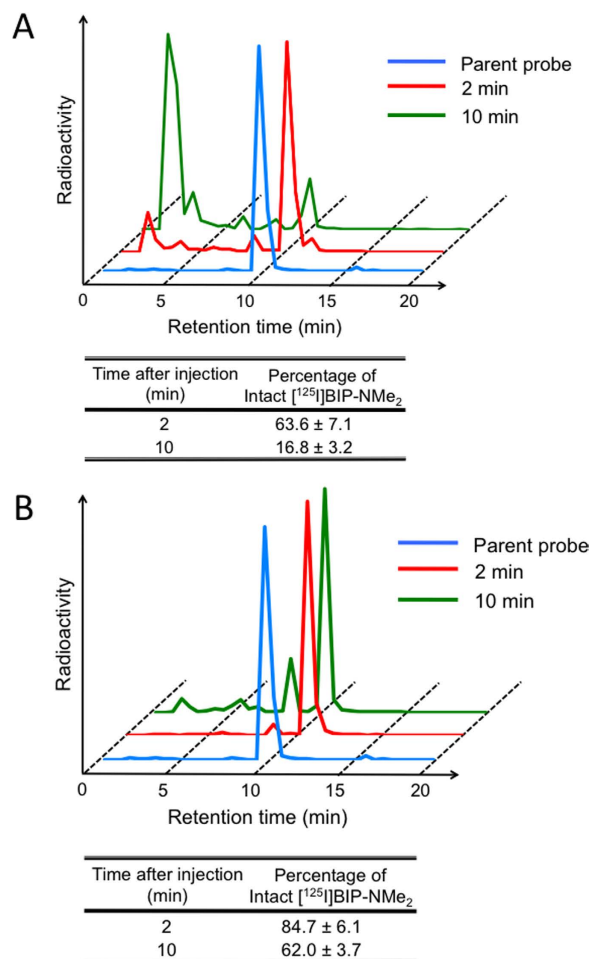 A
Radioactivity
Parent probe
2 min
10 min
0 5 10 15 20
Retention time (min)
Time after injection (min) Percentage of Intact [¹²⁵I]BIP-NMe₂
2 63.6 ± 7.1
10 16.8 ± 3.2
B
Radioactivity
Parent probe
2 min
10 min
0 5 10 15 20
Retention time (min)
Time after injection (min) Percentage of Intact [¹²⁵I]BIP-NMe₂
2 84.7 ± 6.1
10 62.0 ± 3.7